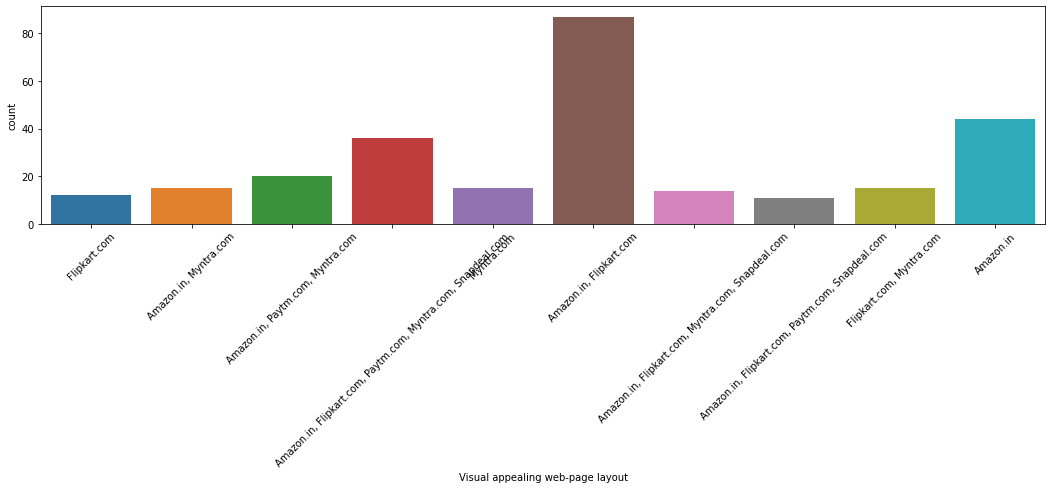 80
60
40
20
0
count
Flipkart.com
Amazon.in, Myntra.com
Amazon.in, Paytm.com, Myntra.com
Amazon.in, Flipkart.com, Paytm.com, Myntra.com, Snapdeal.com
Myntra.com
Amazon.in, Flipkart.com
Amazon.in, Flipkart.com, Myntra.com, Snapdeal.com
Amazon.in, Flipkart.com, Paytm.com, Snapdeal.com
Flipkart.com, Myntra.com
Amazon.in
Visual appealing web-page layout